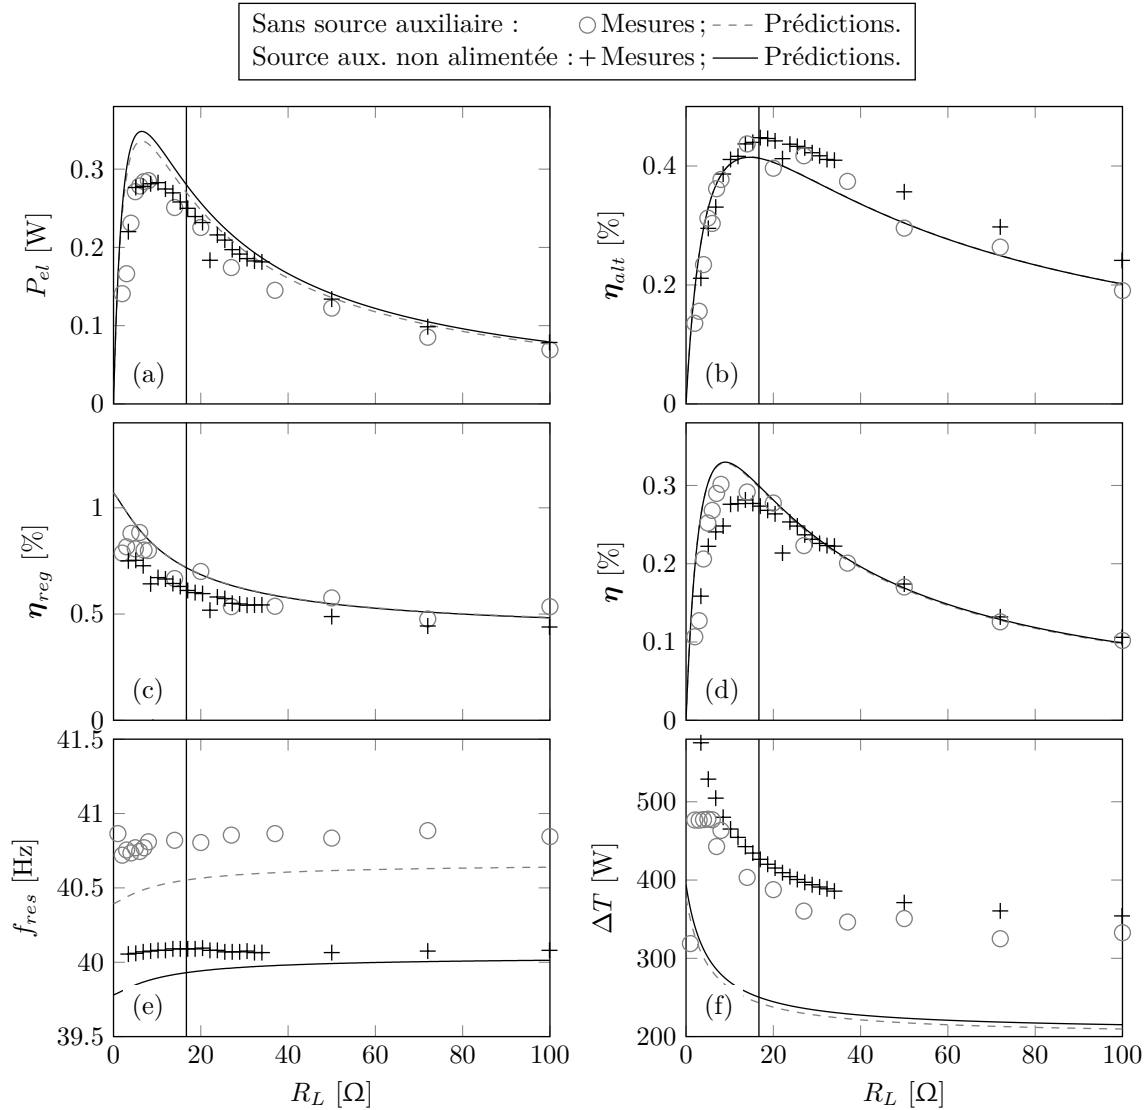 Sans source auxiliaire : Mesures ; Prédictions.
Source aux. non alimentée : Mesures ; Prédictions.
0.3
0.2
0.1
0
P_el [W]
(a)
0.4
0.2
0
η_alt [%]
(b)
1
0.5
0
η_reg [%]
(c)
0.3
0.2
0.1
0
η [%]
(d)
41.5
41
40.5
40
39.5
f_res [Hz]
(e)
0 20 40 60 80 100
R_L [Ω]
500
400
300
200
ΔT [W]
(f)
0 20 40 60 80 100
R_L [Ω]